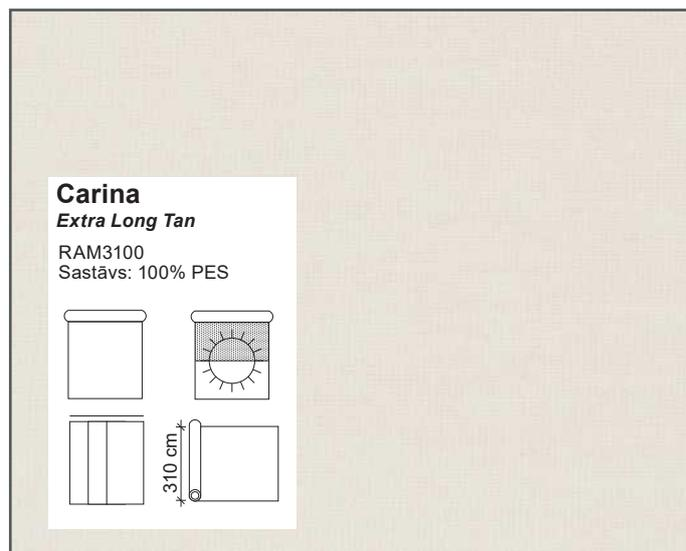 Carina
Extra Long Tan
RAM3100
Sastāvs: 100% PES
310 cm